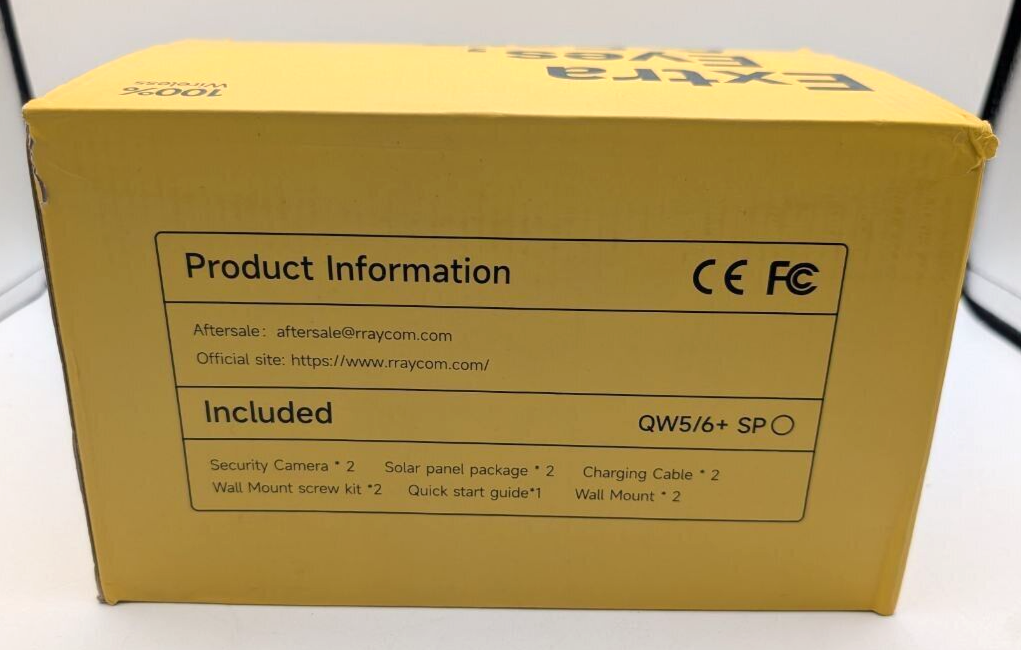 Extra
Eyes
100%
Wireless
Product Information CE FC
Aftersale: aftersale@rraycom.com
Official site: https://www.rraycom.com/
Included QW5/6+ SP
Security Camera * 2 Solar panel package * 2 Charging Cable * 2
Wall Mount screw kit *2 Quick start guide*1 Wall Mount * 2